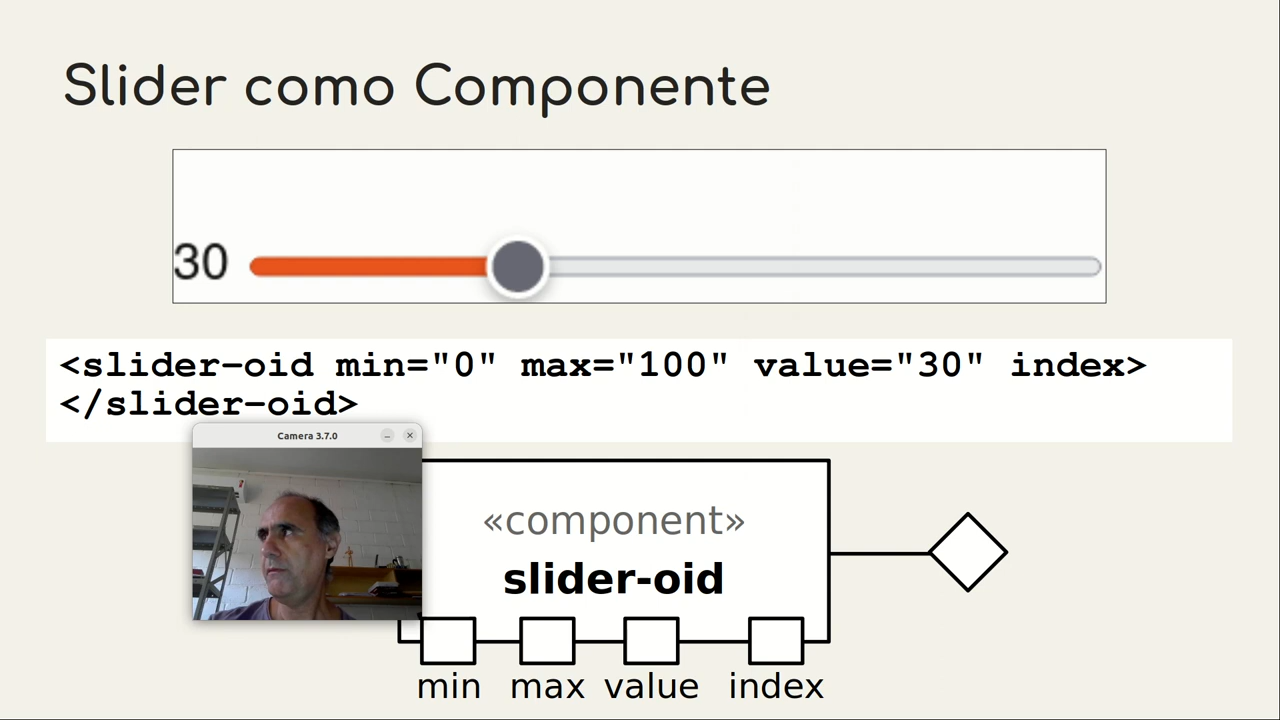 Slider como Componente
30
<slider-oid min="0" max="100" value="30" index>
</slider-oid>
Camera 3.7.0
«component»
slider-oid
min max value index